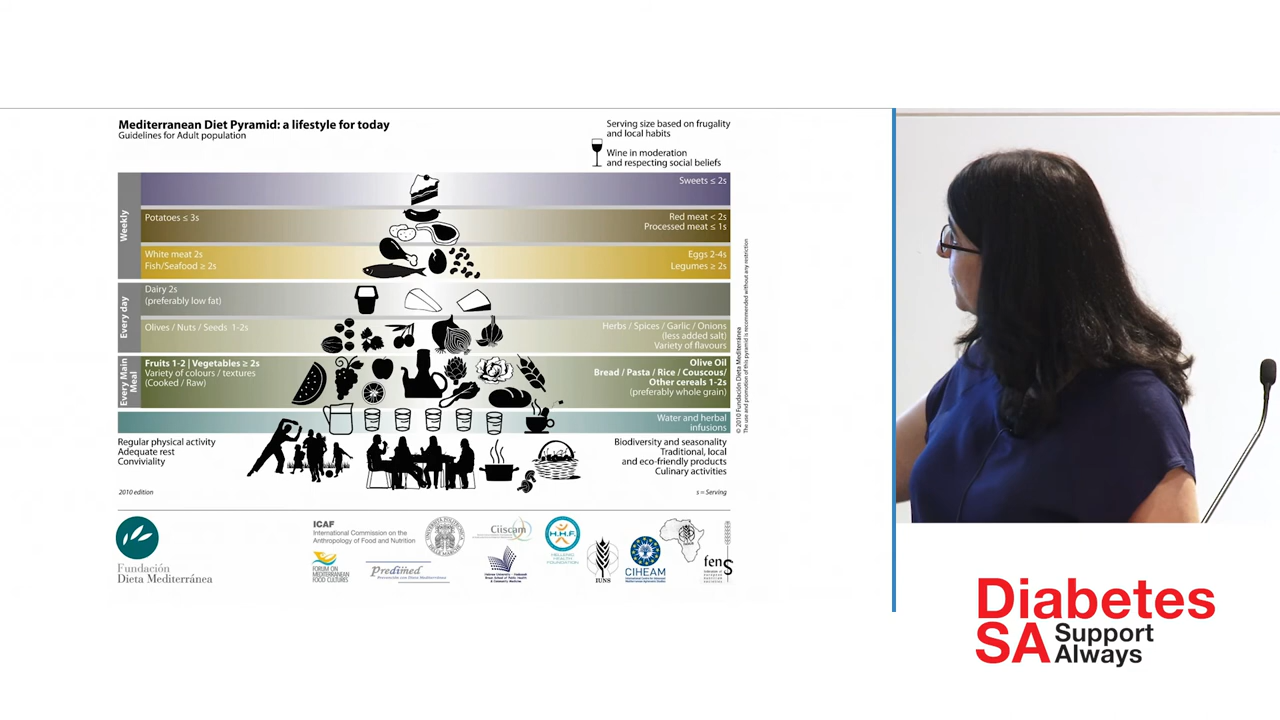 Mediterranean Diet Pyramid: a lifestyle for today
Guidelines for Adult population
Serving size based on frugality
and local habits
Wine in moderation
and respecting social beliefs
Weekly
Sweets ≤ 2s
Potatoes ≤ 3s
Red meat < 2s
Processed meat ≤ 1s
White meat 2s
Fish/Seafood ≥ 2s
Eggs 2-4s
Legumes ≥ 2s
Every day
Dairy 2s
(preferably low fat)
Olives / Nuts / Seeds 1-2s
Herbs / Spices / Garlic / Onions
(less added salt)
Variety of flavours
Every Main
Meal
Fruits 1-2 | Vegetables ≥ 2s
Variety of colours / textures
(Cooked / Raw)
Olive Oil
Bread / Pasta / Rice / Couscous/
Other cereals 1-2s
(preferably whole grain)
Water and herbal
infusions
© 2010 Fundación Dieta Mediterránea
The use and promotion of this pyramid is recommended without any restriction
Regular physical activity
Adequate rest
Conviviality
Biodiversity and seasonality
Traditional, local
and eco-friendly products
Culinary activities
2010 edition
s = Serving
Fundación
Dieta Mediterránea
ICAF
International Commission on the
Anthropology of Food and Nutrition
FORUM ON
MEDITERRANEAN
FOOD CULTURES
Predimed
Prevención con Dieta Mediterránea
Ciiscam
H.H.F.
HELLENIC
HEALTH
FOUNDATION
IUNS
CIHEAM
fens
Diabetes
SA Support
Always